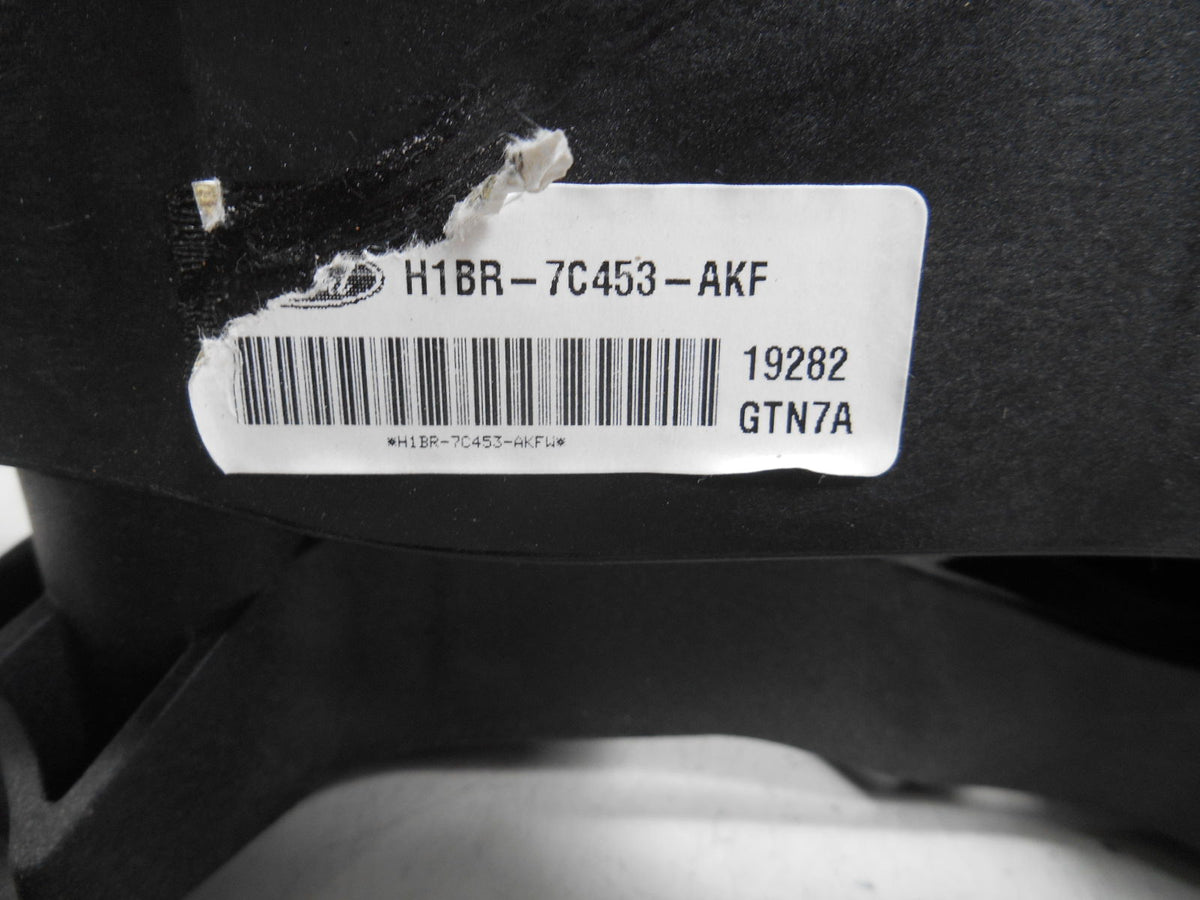 H1BR-7C453-AKF
19282
GTN7A
*H1BR-7C453-AKFW*